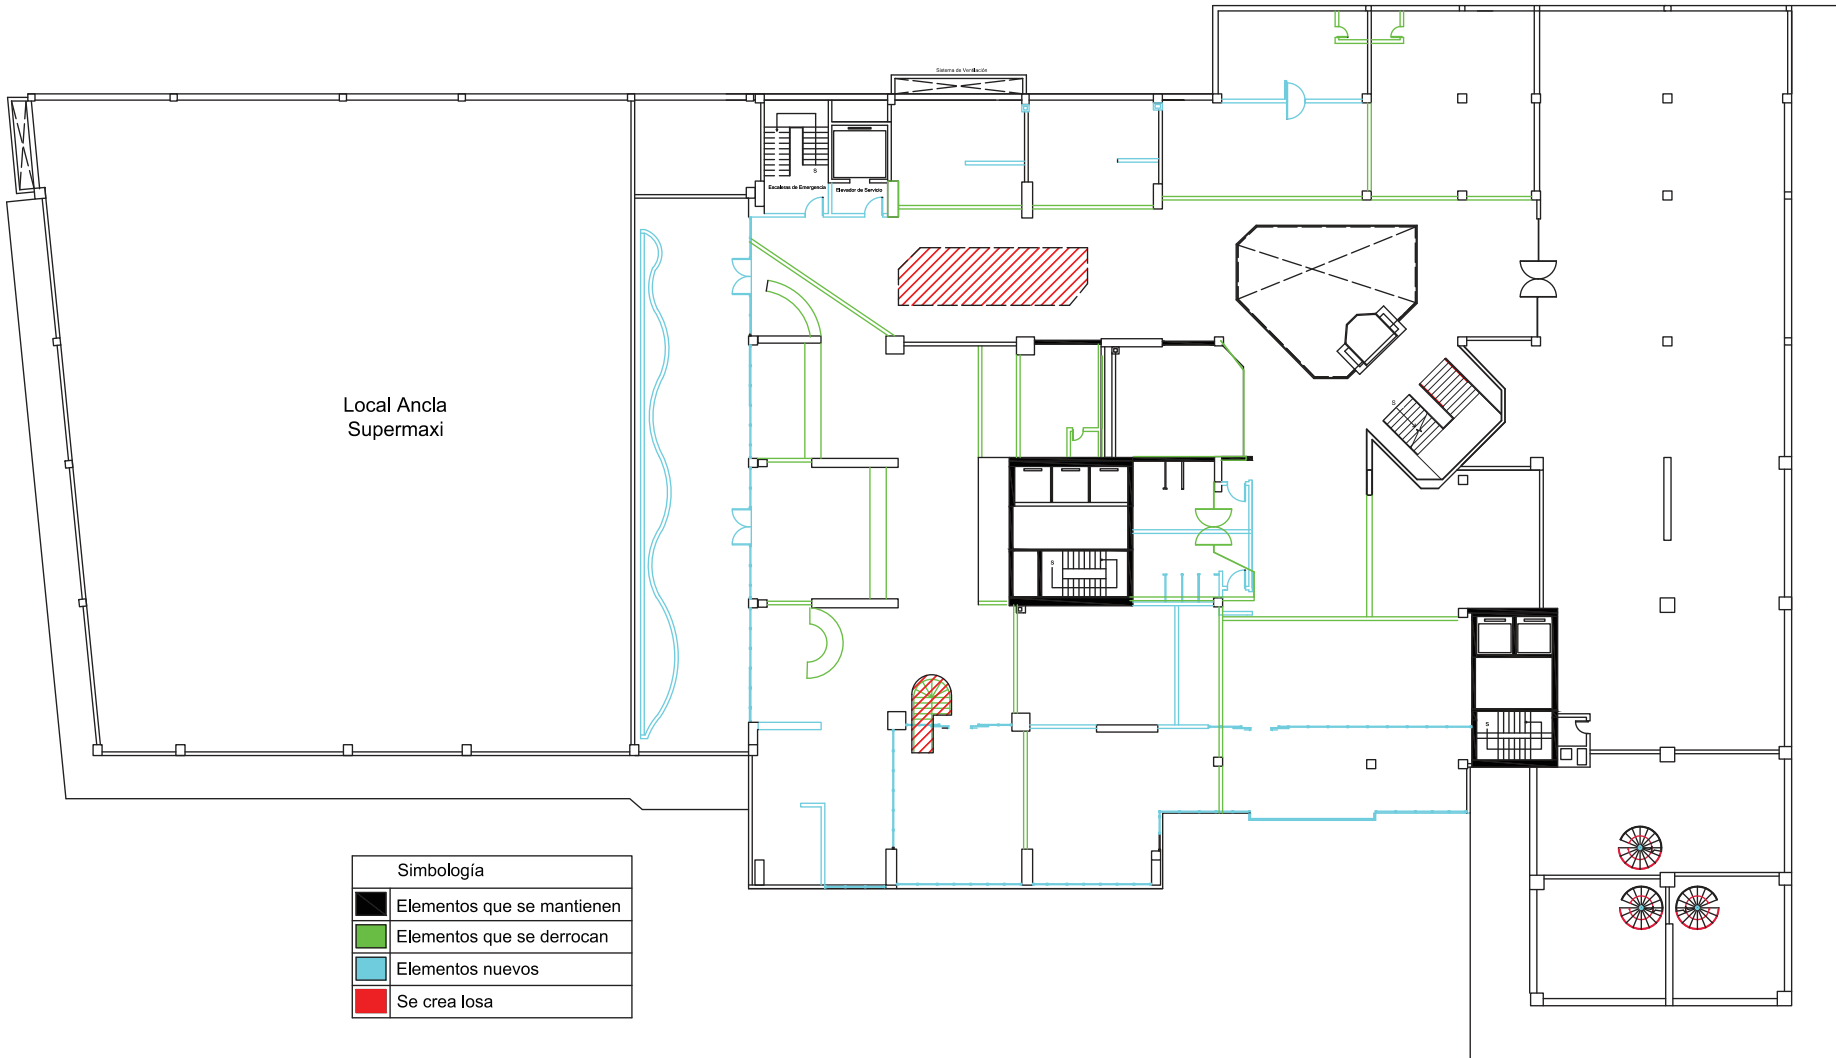 Sistema de Ventilación
S
Escaleras de Emergencia
Elevador de Servicio
Local Ancla
Supermaxi
S
S
S
Simbología
Elementos que se mantienen
Elementos que se derrocan
Elementos nuevos
Se crea losa